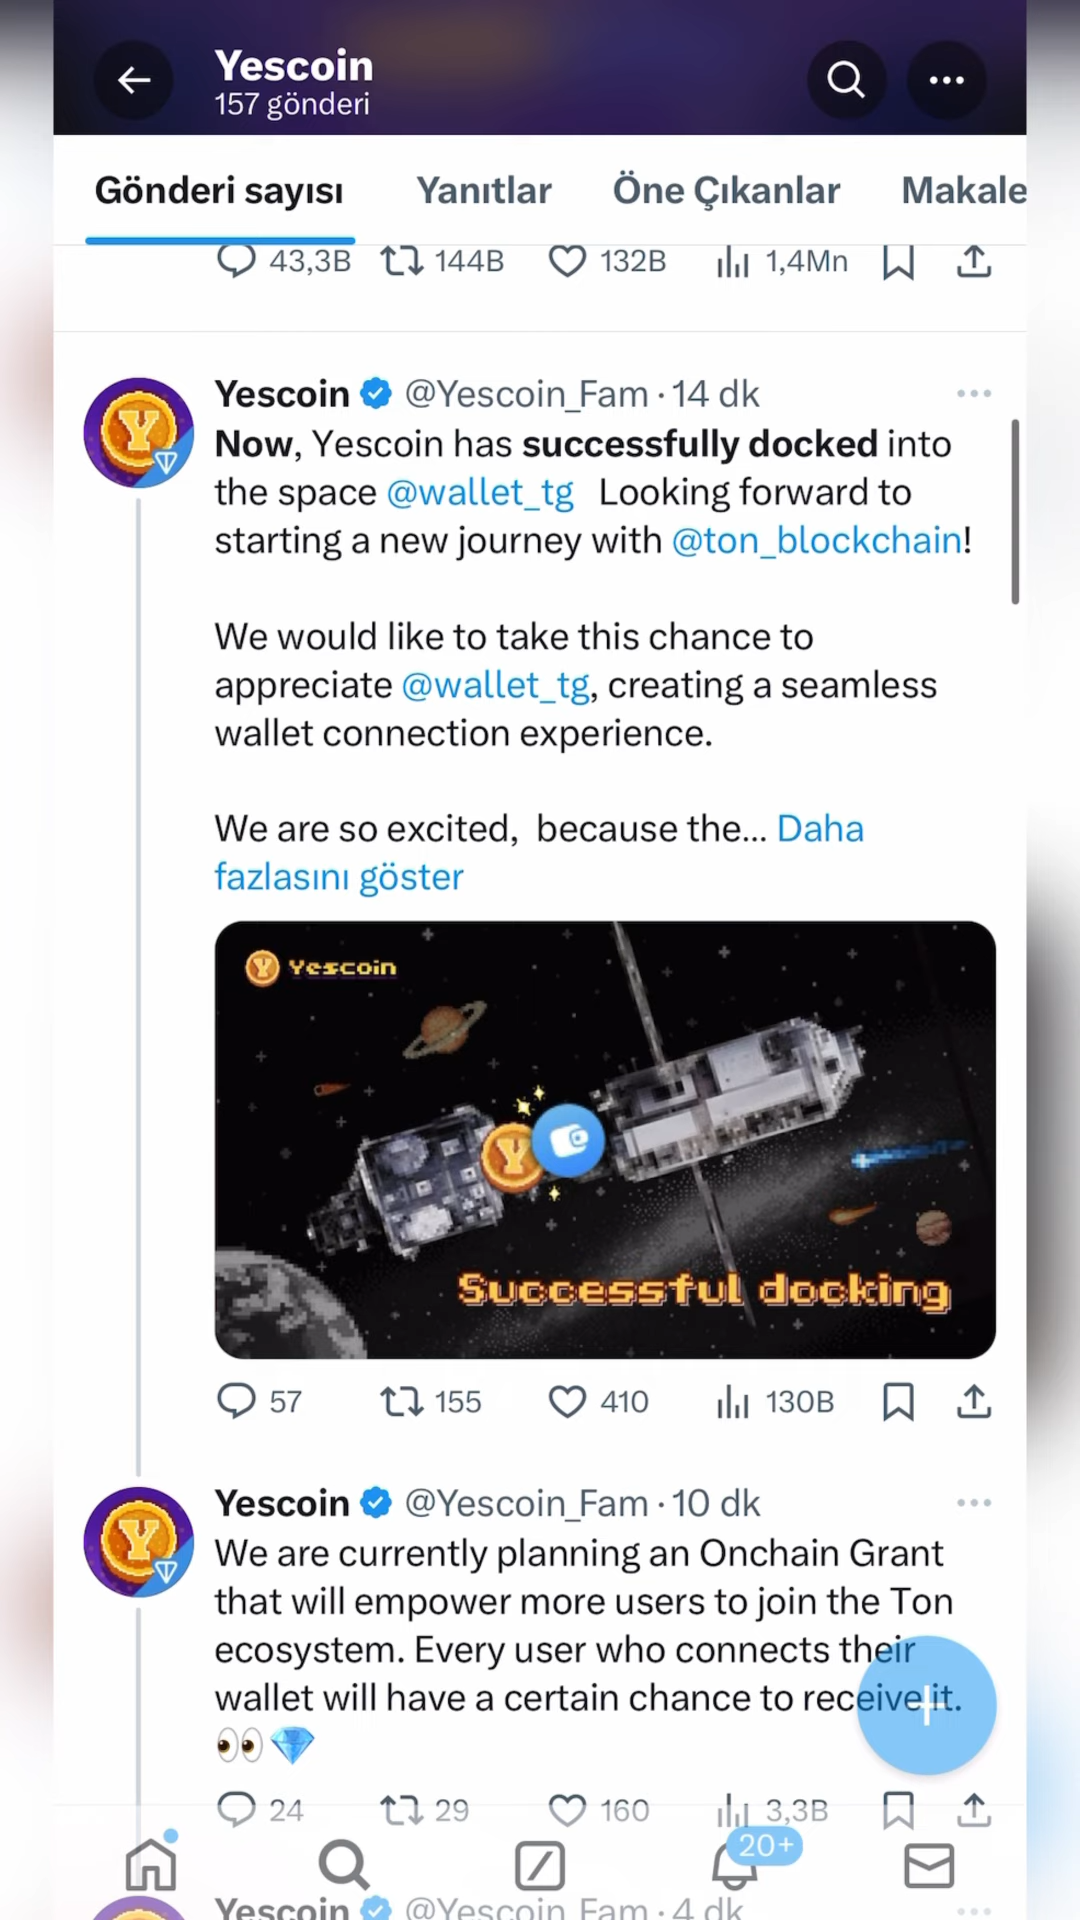 Yescoin
157 gönderi
Gönderi sayısı Yanıtlar Öne Çıkanlar Makale
43,3B 144B 132B 1,4Mn
Yescoin @Yescoin_Fam · 14 dk
Now, Yescoin has successfully docked into
the space @wallet_tg Looking forward to
starting a new journey with @ton_blockchain!
We would like to take this chance to
appreciate @wallet_tg, creating a seamless
wallet connection experience.
We are so excited, because the... Daha
fazlasını göster
Yescoin
Successful docking
57 155 410 130B
Yescoin @Yescoin_Fam · 10 dk
We are currently planning an Onchain Grant
that will empower more users to join the Ton
ecosystem. Every user who connects their
wallet will have a certain chance to receive it.
👀💎
24 29 160 3,3B
20+
Yescoin @Yescoin_Fam · 4 dk